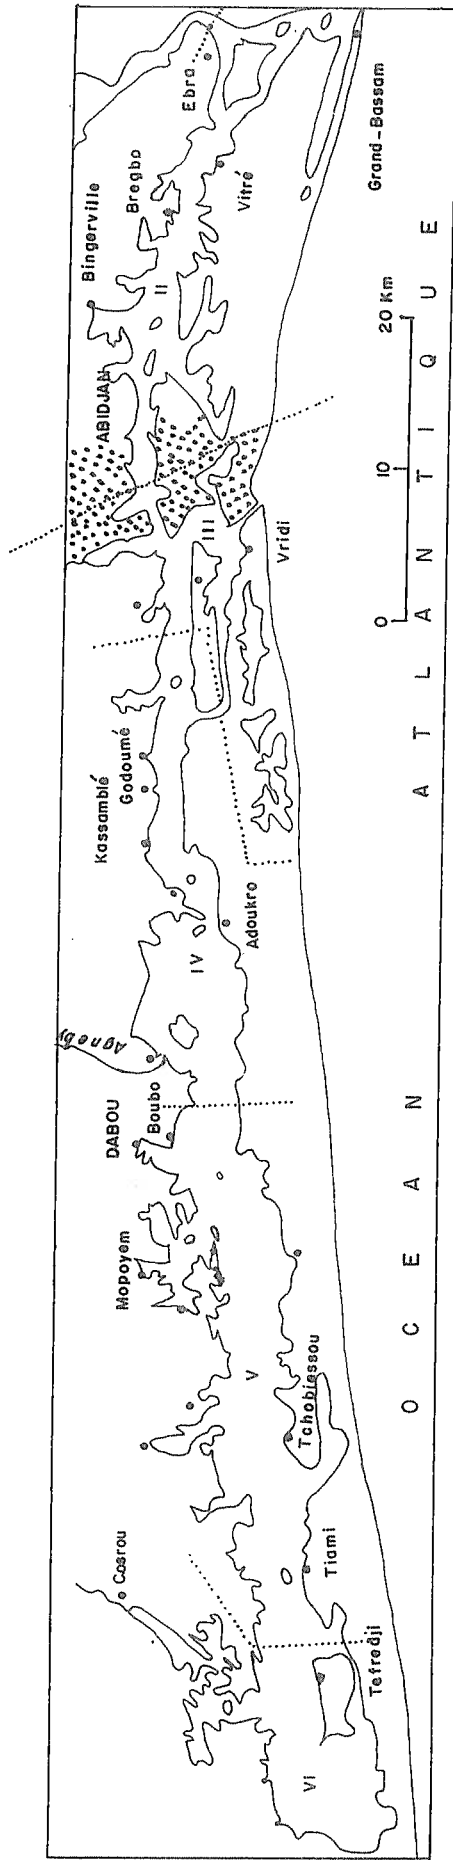 Cosrou
Mopoyem
DABOU
Boubo
Agneby
Kassamblé
Godoumé
ABIDJAN
Bingerville
Bregbo
Ebra
VI
V
IV
III
II
Tefredji
Tiami
Tchobiessou
Adoukro
Vridi
Vitré
Grand-Bassam
0 10 20 Km
OCEAN ATLANTIQUE